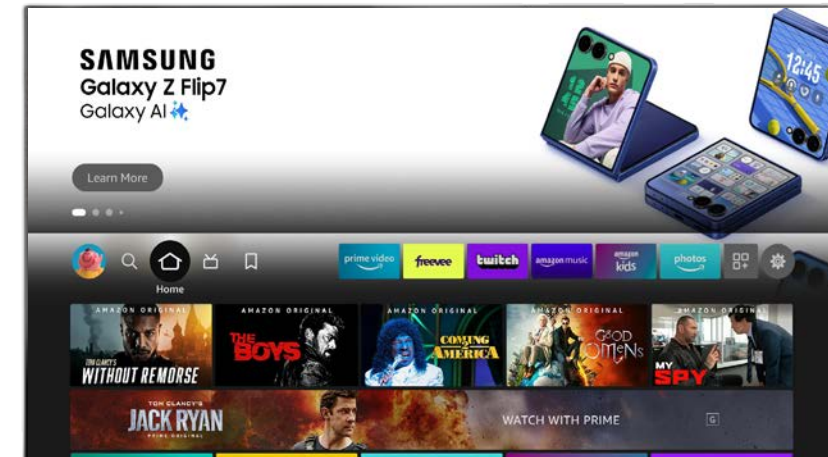 SAMSUNG
Galaxy Z Flip7
Galaxy AI
12:45
Learn More
prime video
freevee
twitch
amazon music
amazon kids
photos
Home
AMAZON ORIGINAL
TOM CLANCY'S
WITHOUT REMORSE
AMAZON ORIGINAL
THE BOYS
AMAZON ORIGINAL
COMING 2 AMERICA
AMAZON ORIGINAL
GOOD OMENS
AMAZON ORIGINAL
MY SPY
TOM CLANCY'S
JACK RYAN
PRIME ORIGINAL
WATCH WITH PRIME
G